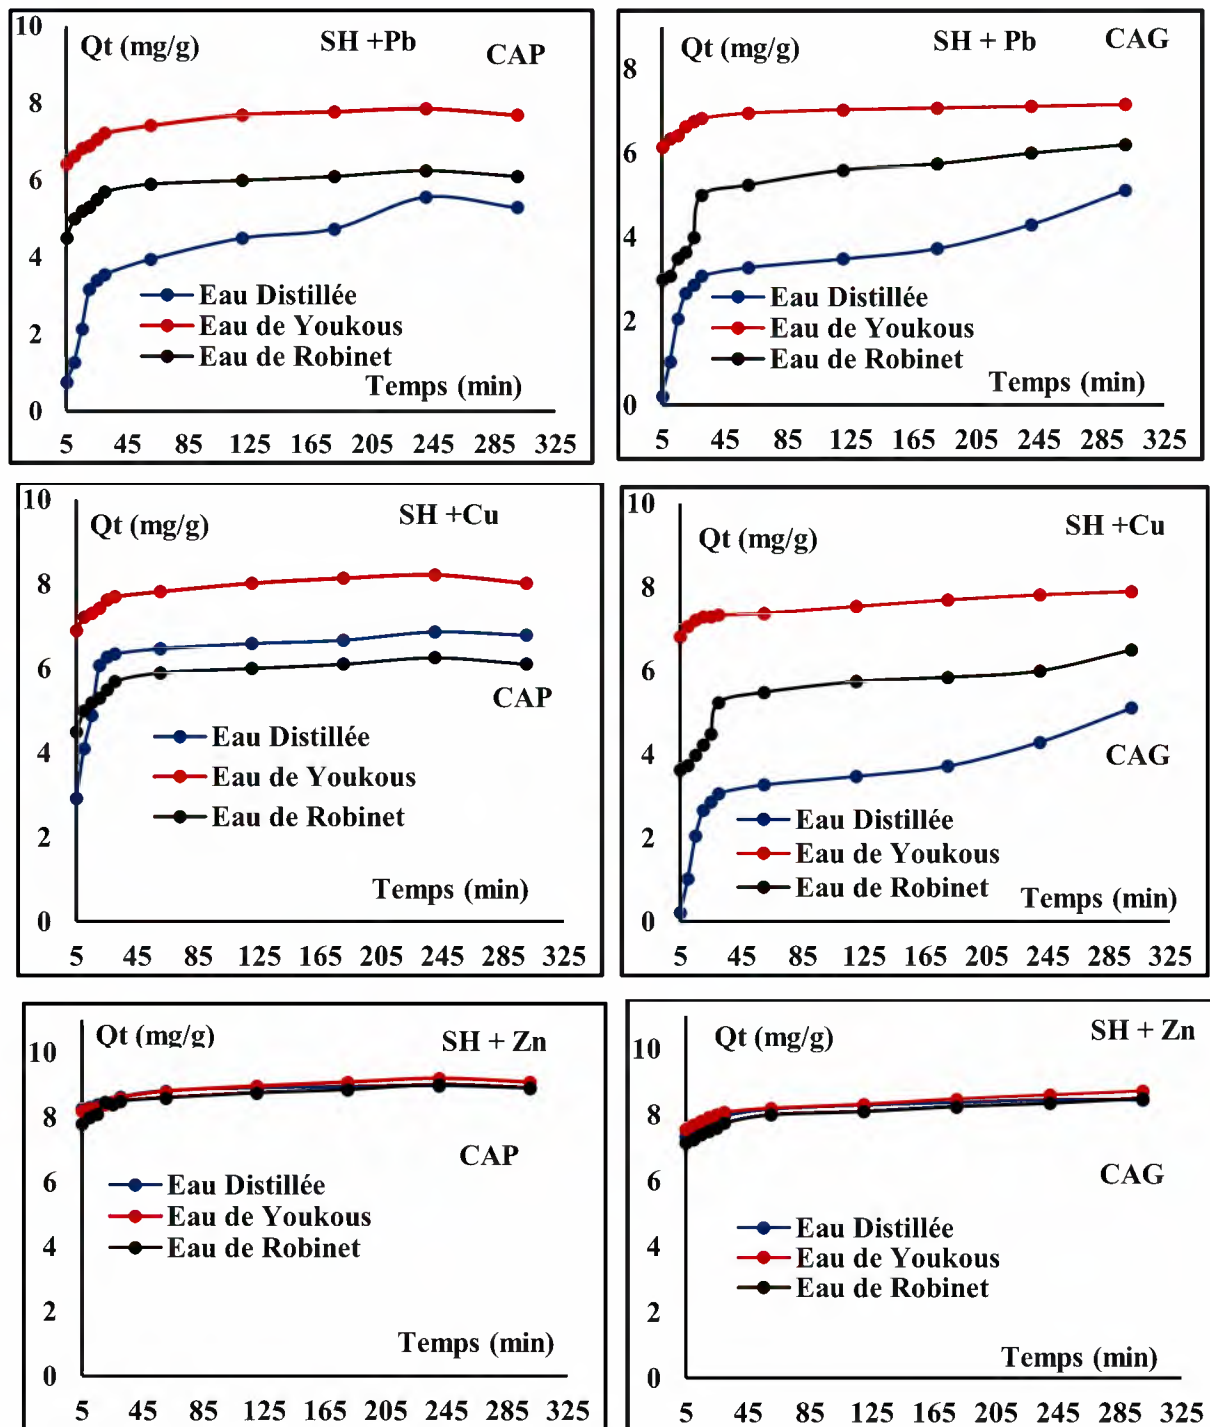 10
Qt (mg/g)
SH +Pb
CAP
8
6
4
2
0
Eau Distillée
Eau de Youkous
Eau de Robinet
Temps (min)
5 45 85 125 165 205 245 285 325
Qt (mg/g)
SH + Pb
CAG
8
6
4
2
0
Eau Distillée
Eau de Youkous
Eau de Robinet
Temps (min)
5 45 85 125 165 205 245 285 325
10
Qt (mg/g)
SH +Cu
8
6
CAP
4
2
0
Eau Distillée
Eau de Youkous
Eau de Robinet
Temps (min)
5 45 85 125 165 205 245 285 325
10
Qt (mg/g)
SH +Cu
8
6
CAG
4
2
0
Eau Distillée
Eau de Youkous
Eau de Robinet
Temps (min)
5 45 85 125 165 205 245 285 325
Qt (mg/g)
SH + Zn
10
8
CAP
6
4
2
0
Eau Distillée
Eau de Youkous
Eau de Robinet
Temps (min)
5 45 85 125 165 205 245 285 325
Qt (mg/g)
SH + Zn
10
8
CAG
6
4
2
0
Eau Distillée
Eau de Youkous
Eau de Robinet
Temps (min)
5 45 85 125 165 205 245 285 325